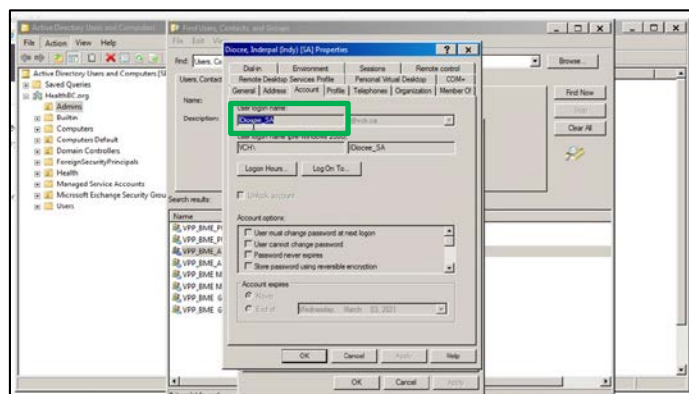 Active Directory Users and Computers
File Action View Help
Active Directory Users and Computers [S
Saved Queries
HealthBC.org
Admins
Builtin
Computers
Computers Default
Domain Controllers
ForeignSecurityPrincipals
Health
Managed Service Accounts
Microsoft Exchange Security Grou
Users
Find Users, Contacts, and Groups
File Edit
Find: Users, Co
Browse...
Users, Contact
Name:
Description:
Find Now
Stop
Clear All
Search results:
Name
VPP_BME_P
VPP_BME_P
VPP_BME_A
VPP_BME_A
VPP_BME M
VPP_BME M
VPP_BME G
VPP_BME G
Diocee, Inderpal (Indy) [SA] Properties
Dial-in Environment Sessions Remote control
Remote Desktop Services Profile Personal Virtual Desktop COM+
General Address Account Profile Telephones Organization Member Of
User logon name:
IDiocee_SA @vch.ca
User logon name (pre-Windows 2000):
VCH\ IDiocee_SA
Logon Hours... Log On To...
Unlock account
Account options:
User must change password at next logon
User cannot change password
Password never expires
Store password using reversible encryption
Account expires
Never
End of: Wednesday, March 03, 2021
OK Cancel Apply Help
OK Cancel Apply